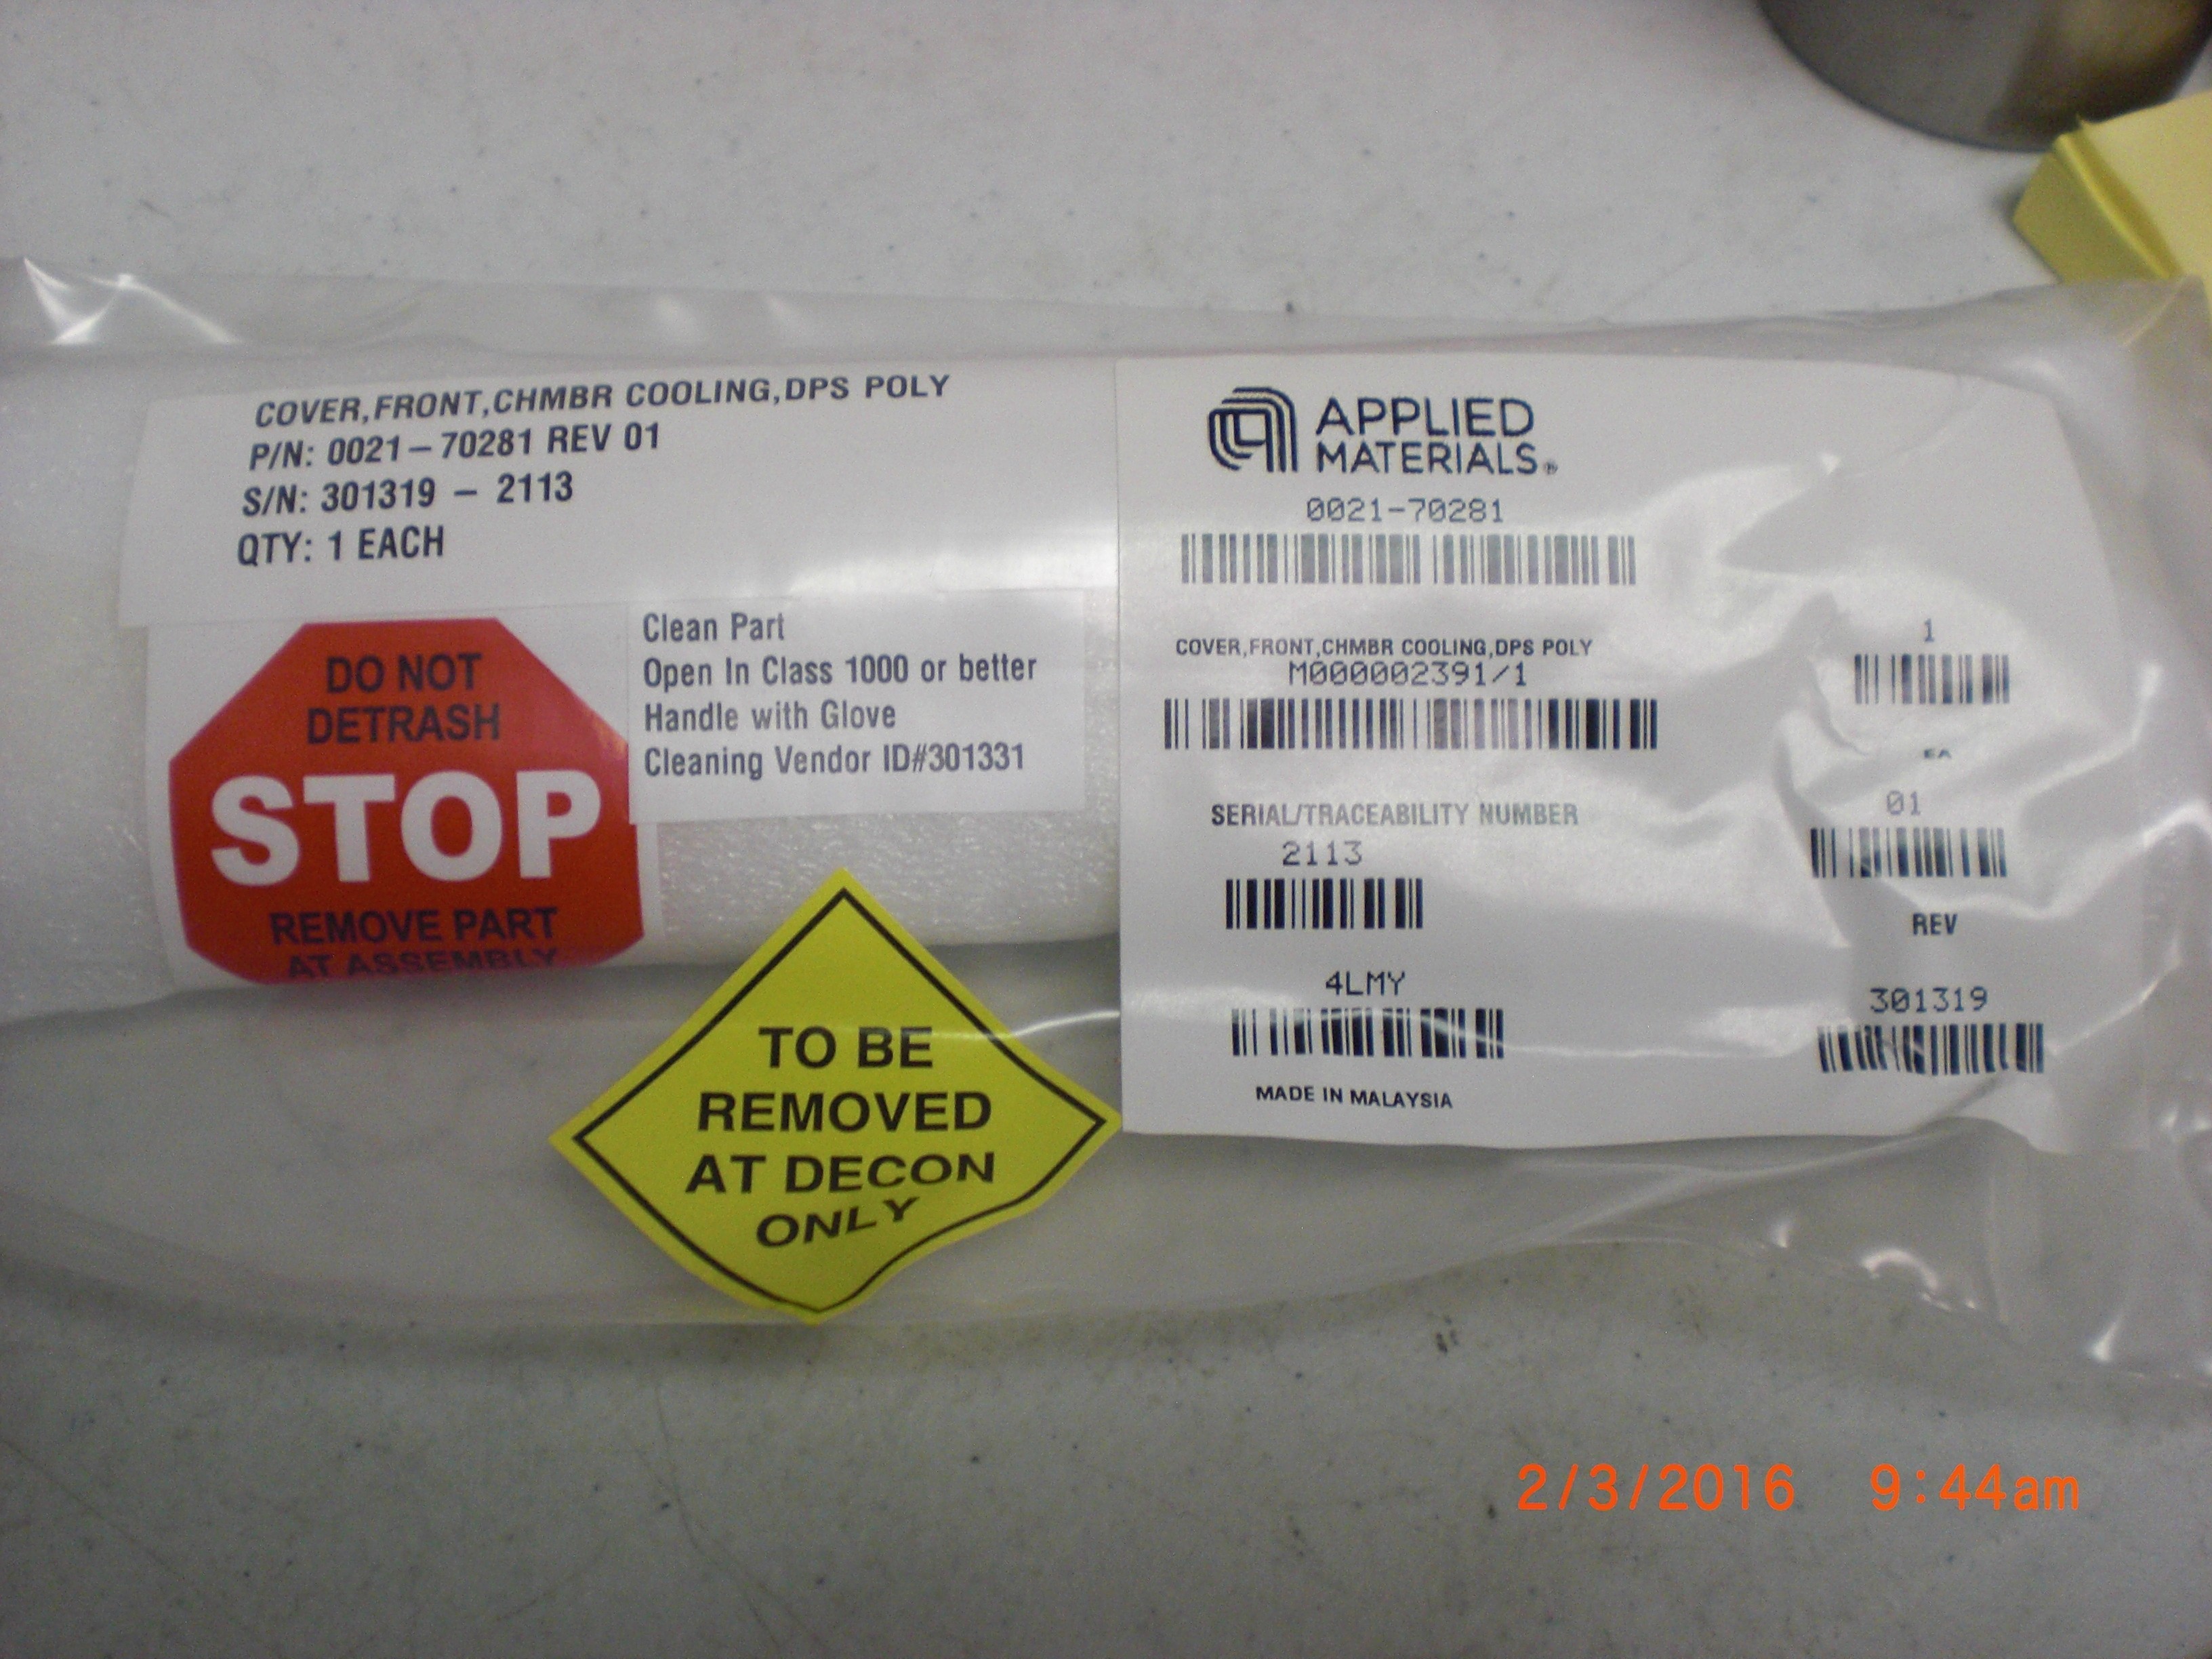 COVER,FRONT,CHMBR COOLING,DPS POLY
P/N: 0021-70281 REV 01
S/N: 301319 - 2113
QTY: 1 EACH
DO NOT
DETRASH
STOP
REMOVE PART
AT ASSEMBLY
Clean Part
Open In Class 1000 or better
Handle with Glove
Cleaning Vendor ID#301331
TO BE
REMOVED
AT DECON
ONLY
APPLIED
MATERIALS®
0021-70281
COVER,FRONT,CHMBR COOLING,DPS POLY
M000002391/1
SERIAL/TRACEABILITY NUMBER
2113
4LMY
MADE IN MALAYSIA
1
EA
01
REV
301319
2/3/2016 9:44am